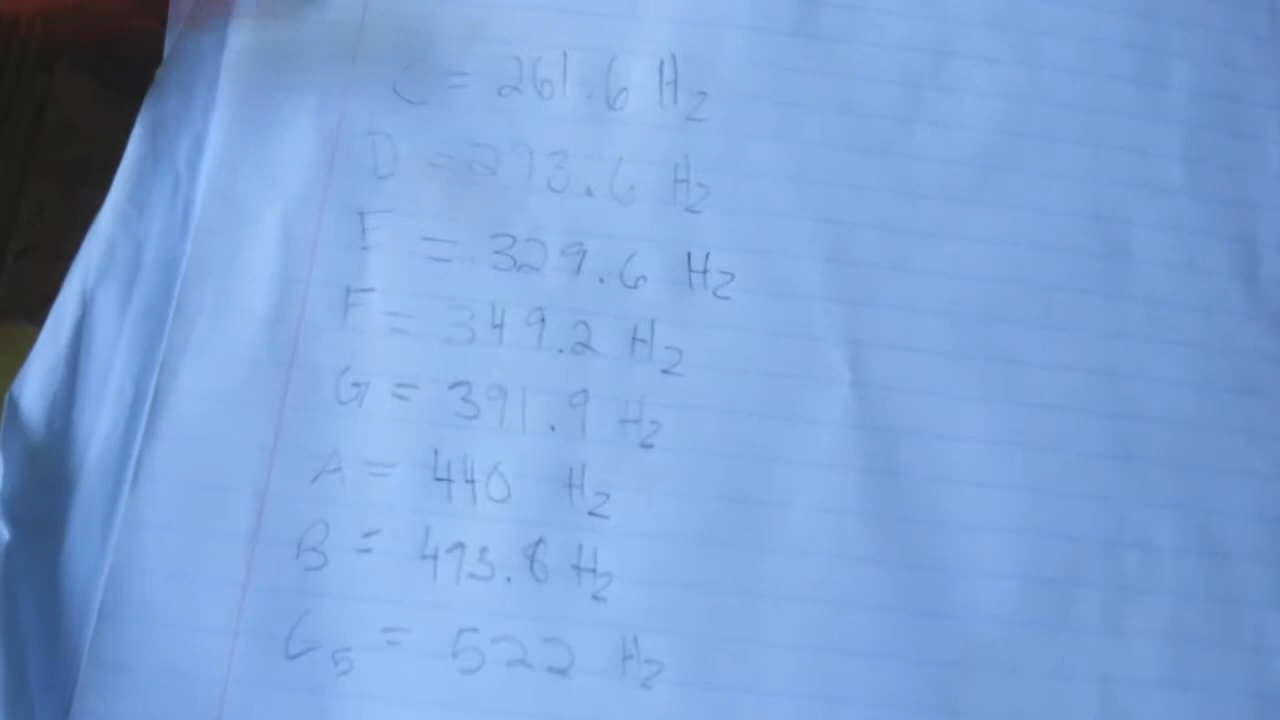 C = 261.6 Hz
D = 293.6 Hz
E = 329.6 Hz
F = 349.2 Hz
G = 391.9 Hz
A = 440 Hz
B = 493.8 Hz
C5 = 522 Hz